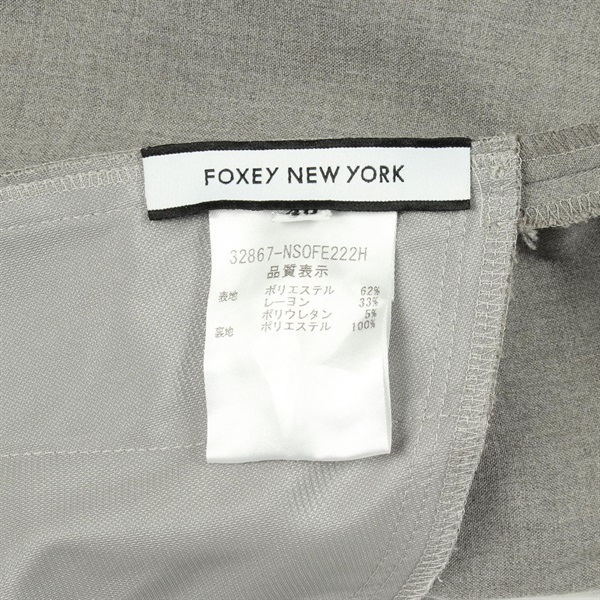 FOXEY NEW YORK
32867-NSOFE222H
品質表示
表地 ポリエステル 62%
レーヨン 33%
ポリウレタン 5%
裏地 ポリエステル 100%